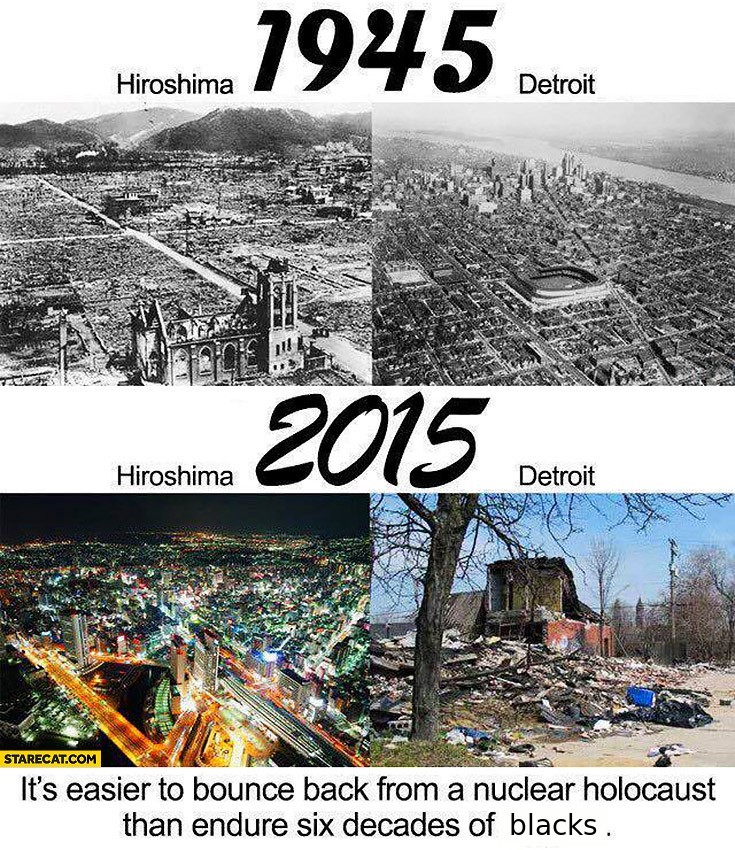 1945
Hiroshima Detroit
2015
Hiroshima Detroit
STARECAT.COM
It's easier to bounce back from a nuclear holocaust
than endure six decades of blacks .